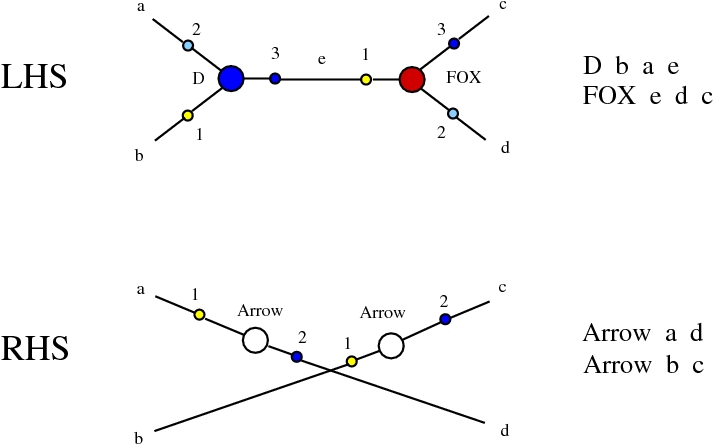 a
2
c
3
LHS
D
3
e
1
FOX
D b a e
FOX e d c
1
b
2
d
a
1
Arrow
Arrow
2
c
RHS
2
1
Arrow a d
Arrow b c
b
d